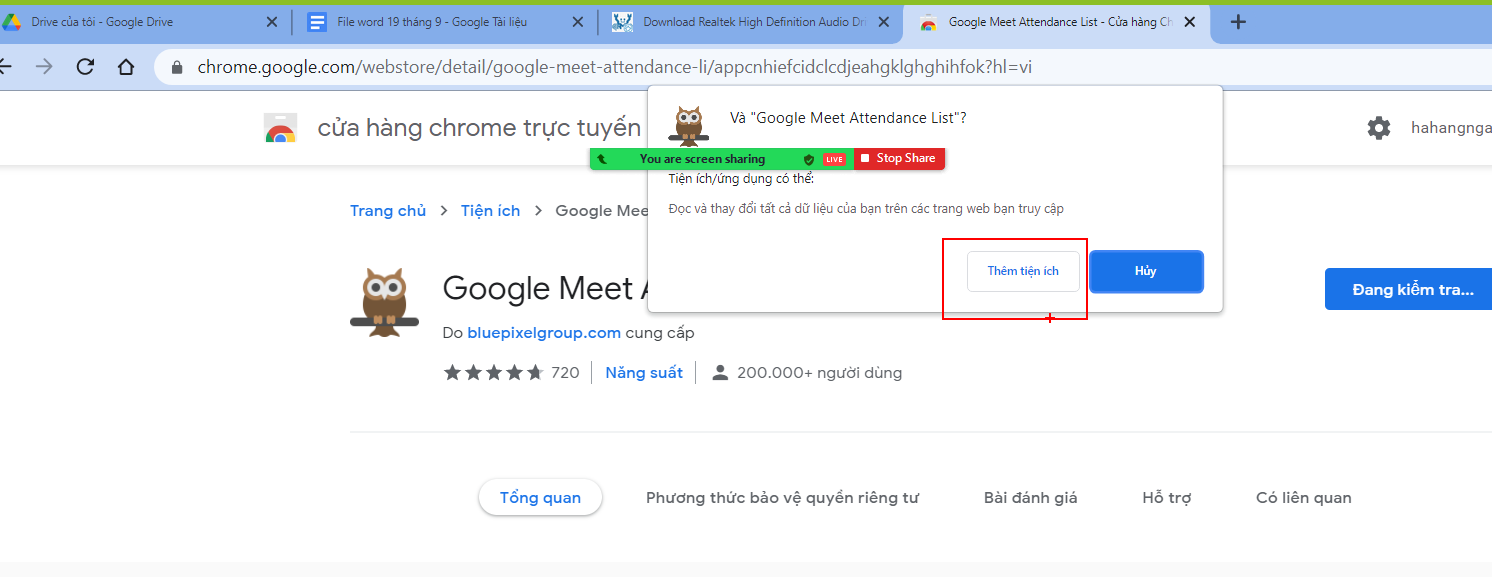 Drive của tôi - Google Drive
File word 19 tháng 9 - Google Tài liệu
Download Realtek High Definition Audio Dri
Google Meet Attendance List - Cửa hàng Ch
chrome.google.com/webstore/detail/google-meet-attendance-li/appcnhiefcidclcdjeahgklghghihfok?hl=vi
cửa hàng chrome trực tuyến
hahangnga
Và "Google Meet Attendance List"?
You are screen sharing
LIVE
Stop Share
Tiện ích/ứng dụng có thể:
Đọc và thay đổi tất cả dữ liệu của bạn trên các trang web bạn truy cập
Thêm tiện ích
Hủy
Trang chủ
Tiện ích
Google Mee
Google Meet A
Đang kiểm tra...
Do bluepixelgroup.com cung cấp
720
Năng suất
200.000+ người dùng
Tổng quan
Phương thức bảo vệ quyền riêng tư
Bài đánh giá
Hỗ trợ
Có liên quan